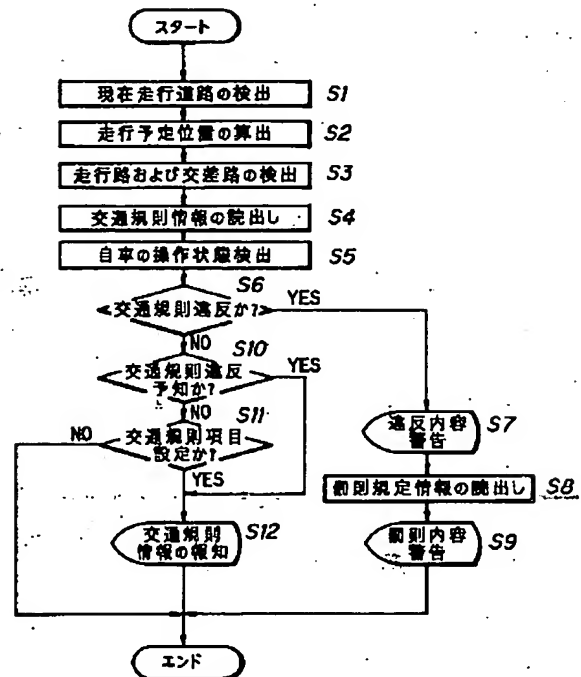 スタート
現在走行道路の検出 S1
走行予定位置の算出 S2
走行路および交差路の検出 S3
交通規則情報の読出し S4
自車の操作状態検出 S5
S6
交通規則違反か? YES
NO
S10
交通規則違反
予知か?
YES
NO
S11
交通規則項目
設定か?
NO
YES
違反内容
警告
S7
罰則規定情報の読出し S8
交通規則
情報の報知
S12
罰則内容
警告
S9
エンド